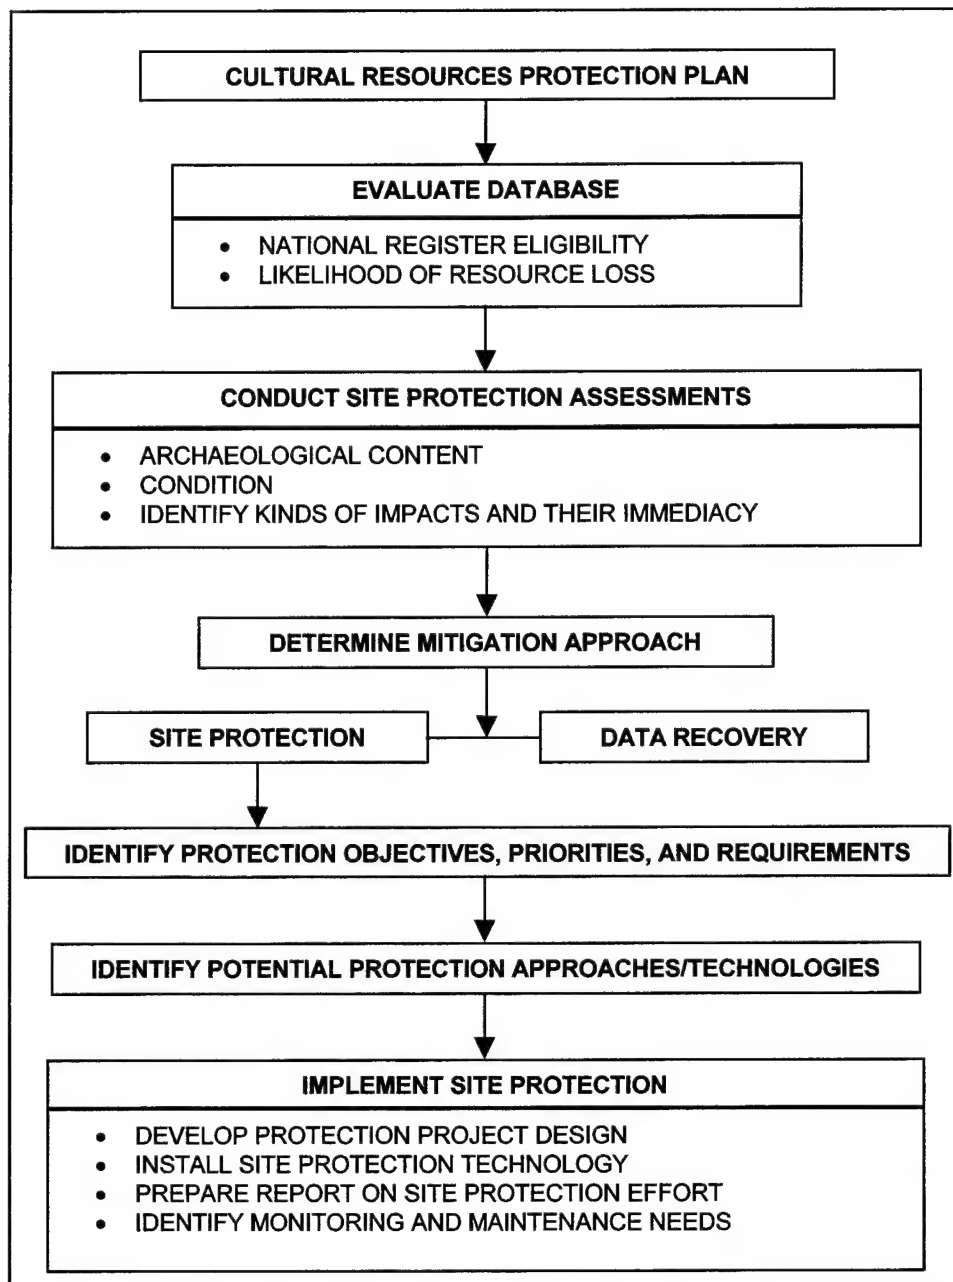 CULTURAL RESOURCES PROTECTION PLAN
EVALUATE DATABASE
• NATIONAL REGISTER ELIGIBILITY
• LIKELIHOOD OF RESOURCE LOSS
CONDUCT SITE PROTECTION ASSESSMENTS
• ARCHAEOLOGICAL CONTENT
• CONDITION
• IDENTIFY KINDS OF IMPACTS AND THEIR IMMEDIACY
DETERMINE MITIGATION APPROACH
SITE PROTECTION
DATA RECOVERY
IDENTIFY PROTECTION OBJECTIVES, PRIORITIES, AND REQUIREMENTS
IDENTIFY POTENTIAL PROTECTION APPROACHES/TECHNOLOGIES
IMPLEMENT SITE PROTECTION
• DEVELOP PROTECTION PROJECT DESIGN
• INSTALL SITE PROTECTION TECHNOLOGY
• PREPARE REPORT ON SITE PROTECTION EFFORT
• IDENTIFY MONITORING AND MAINTENANCE NEEDS